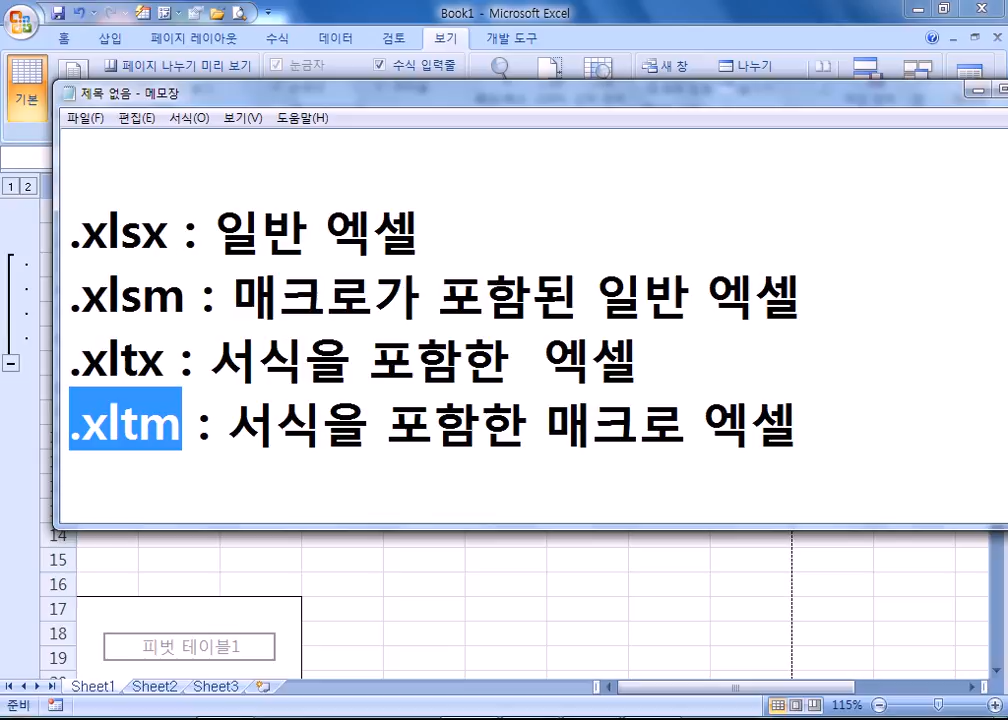 Book1 - Microsoft Excel
홈 삽입 페이지 레이아웃 수식 데이터 검토 보기 개발 도구
기본
페이지 나누기 미리 보기 눈금자 수식 입력줄 새 창 나누기
제목 없음 - 메모장
파일(F) 편집(E) 서식(O) 보기(V) 도움말(H)
1 2
.xlsx : 일반 엑셀
.xlsm : 매크로가 포함된 일반 엑셀
.xltx : 서식을 포함한 엑셀
.xltm : 서식을 포함한 매크로 엑셀
14
15
16
17
18
피벗 테이블1
19
Sheet1 Sheet2 Sheet3
준비 115%